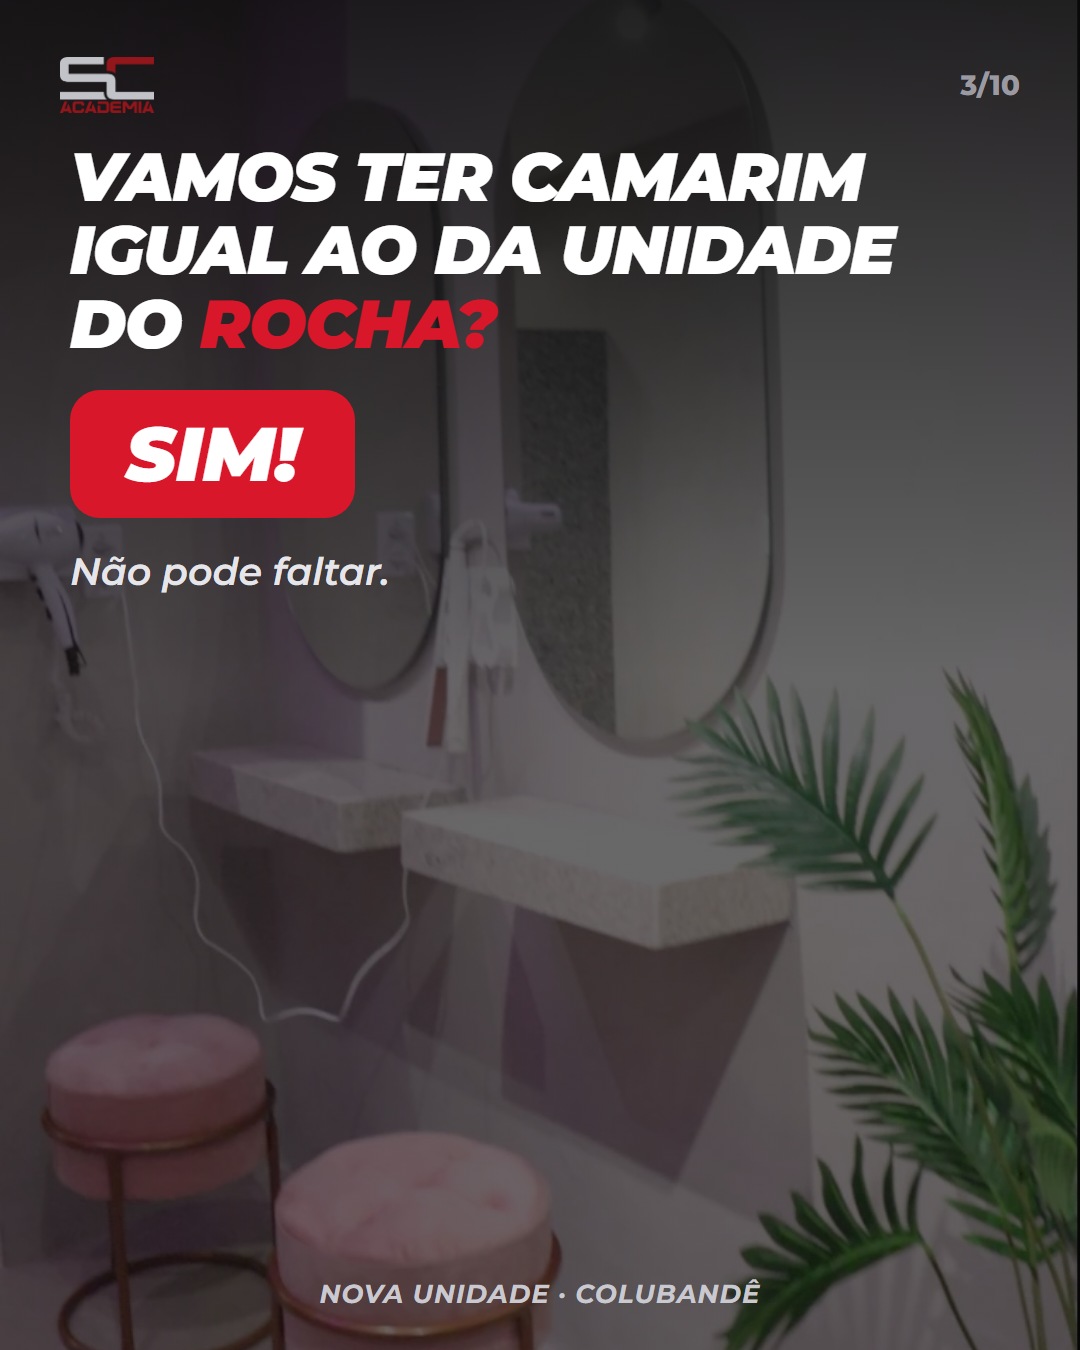 SC
ACADEMIA
3/10
VAMOS TER CAMARIM
IGUAL AO DA UNIDADE
DO ROCHA?
SIM!
Não pode faltar.
NOVA UNIDADE · COLUBANDÊ